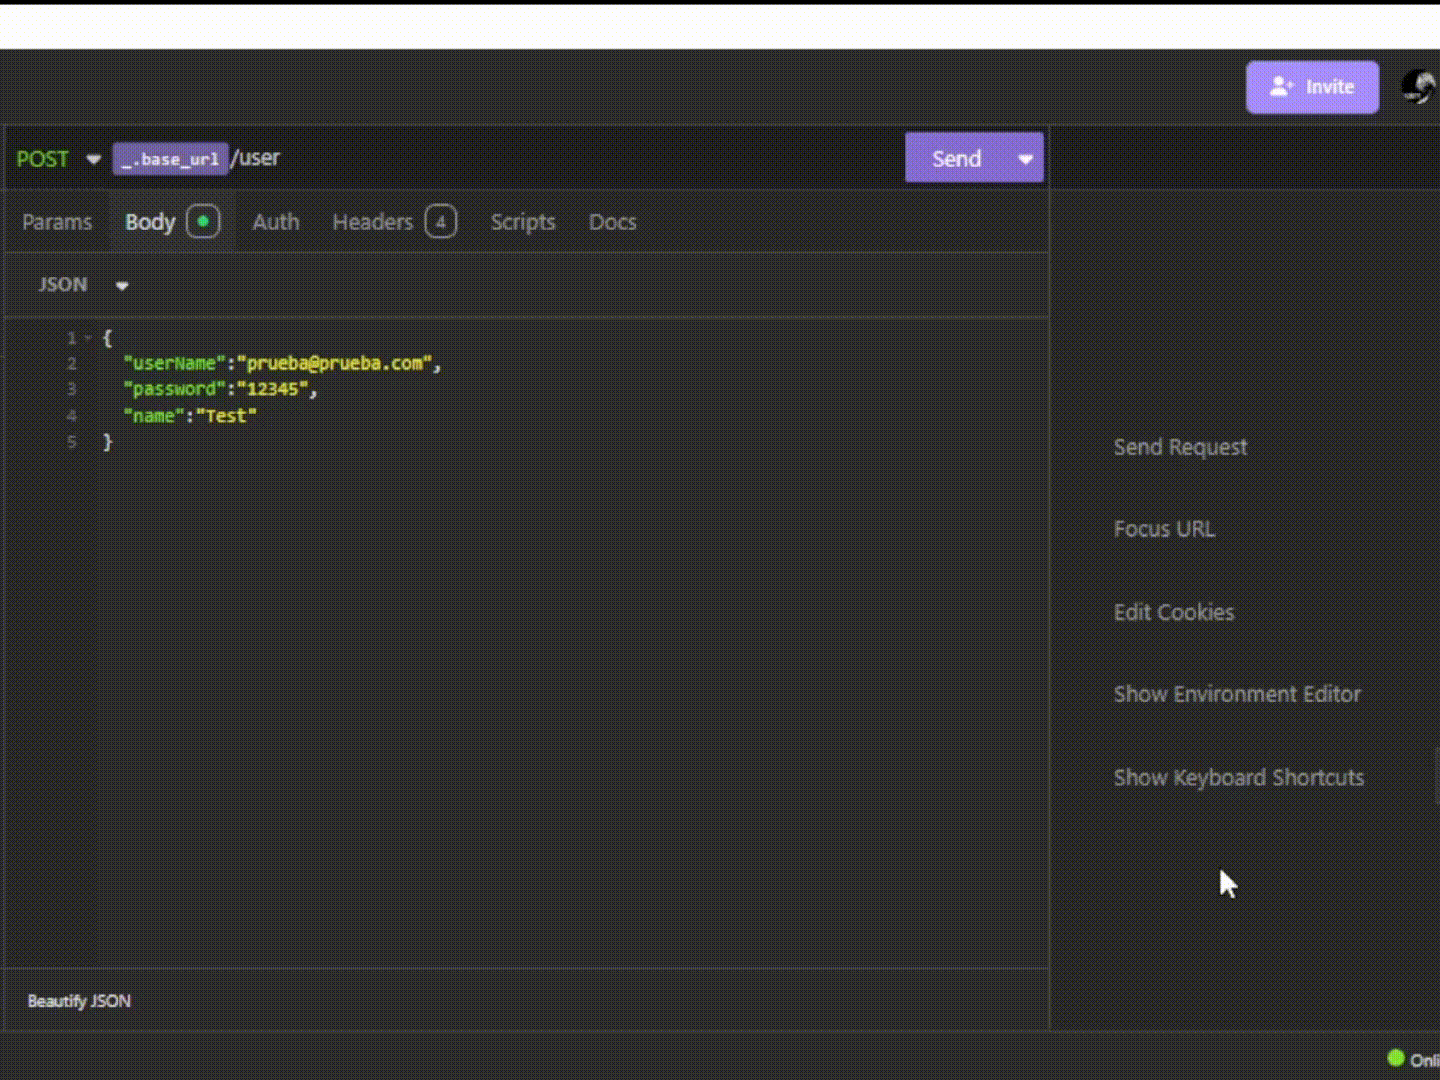 Invite
POST _.base_url /user Send
Params Body Auth Headers 4 Scripts Docs
JSON
1 {
2 "userName":"prueba@prueba.com",
3 "password":"12345",
4 "name":"Test"
5 }
Send Request
Focus URL
Edit Cookies
Show Environment Editor
Show Keyboard Shortcuts
Beautify JSON
Onli